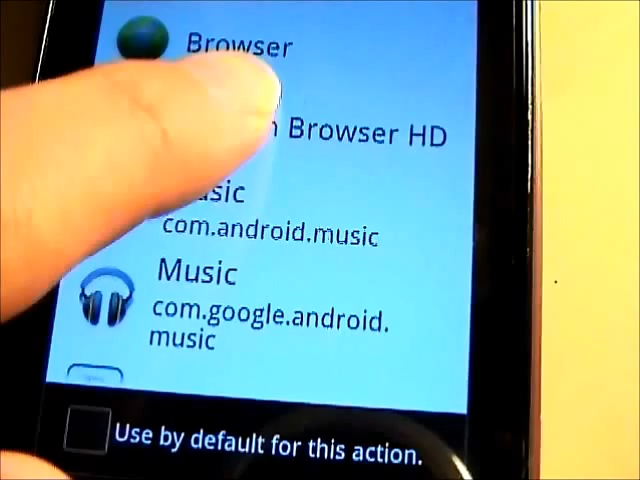 Browser
Browser HD
com.android.music
Music
com.google.android.
music
Use by default for this action.